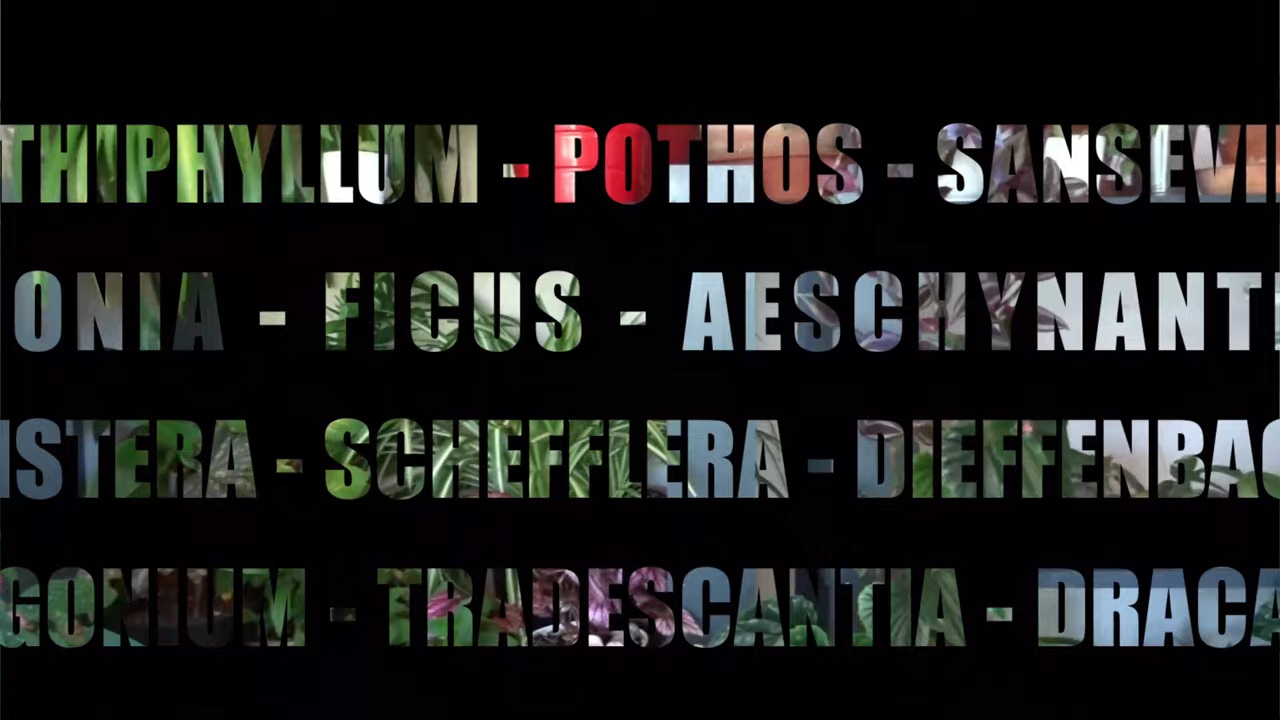 THIPHYLLUM - POTHOS - SANSEVI
ONIA - FICUS - AESCHYNANT
ISTERA - SCHEFFLERA - DIEFFENBAC
GONIUM - TRADESCANTIA - DRACA